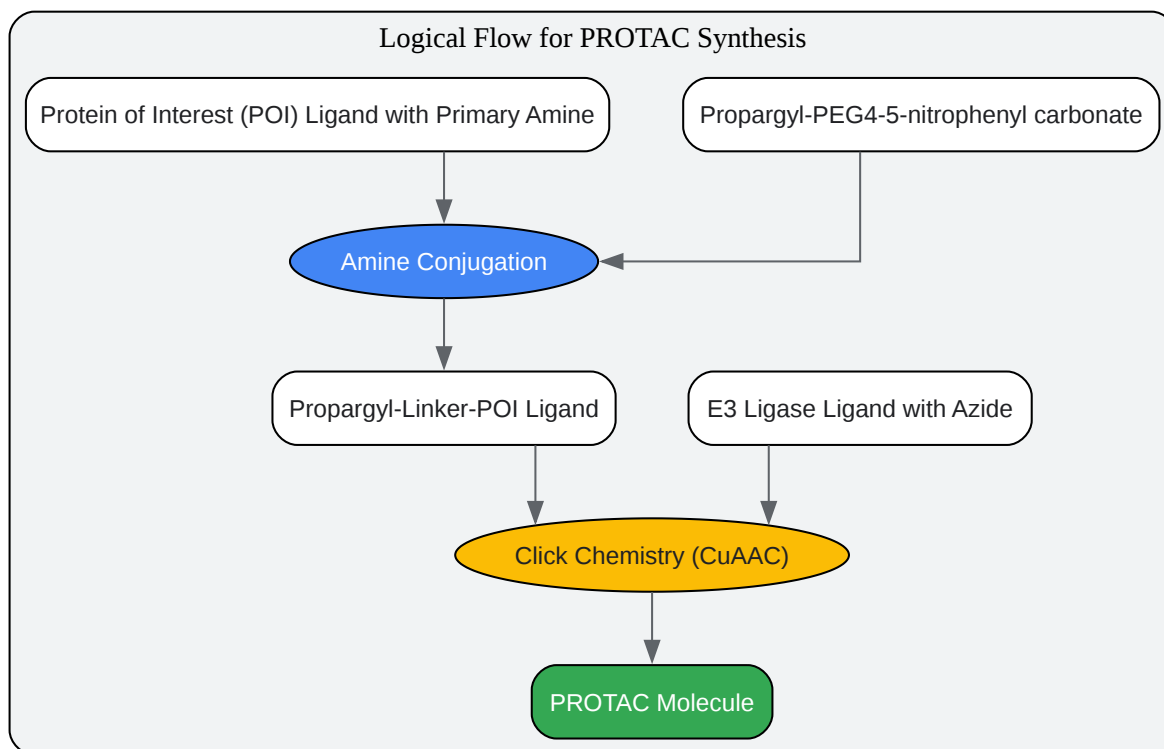 Logical Flow for PROTAC Synthesis
Protein of Interest (POI) Ligand with Primary Amine
Propargyl-PEG4-5-nitrophenyl carbonate
Amine Conjugation
Propargyl-Linker-POI Ligand
E3 Ligase Ligand with Azide
Click Chemistry (CuAAC)
PROTAC Molecule